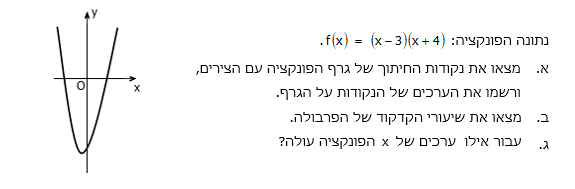 נתונה הפונקציה: f(x) = (x−3)(x+4).
א. מצאו את נקודות החיתוך של גרף הפונקציה עם הצירים,
ורשמו את הערכים של הנקודות על הגרף.
ב. מצאו את שיעורי הקדקוד של הפרבולה.
ג. עבור אילו ערכים של x הפונקציה עולה?
y
O
x